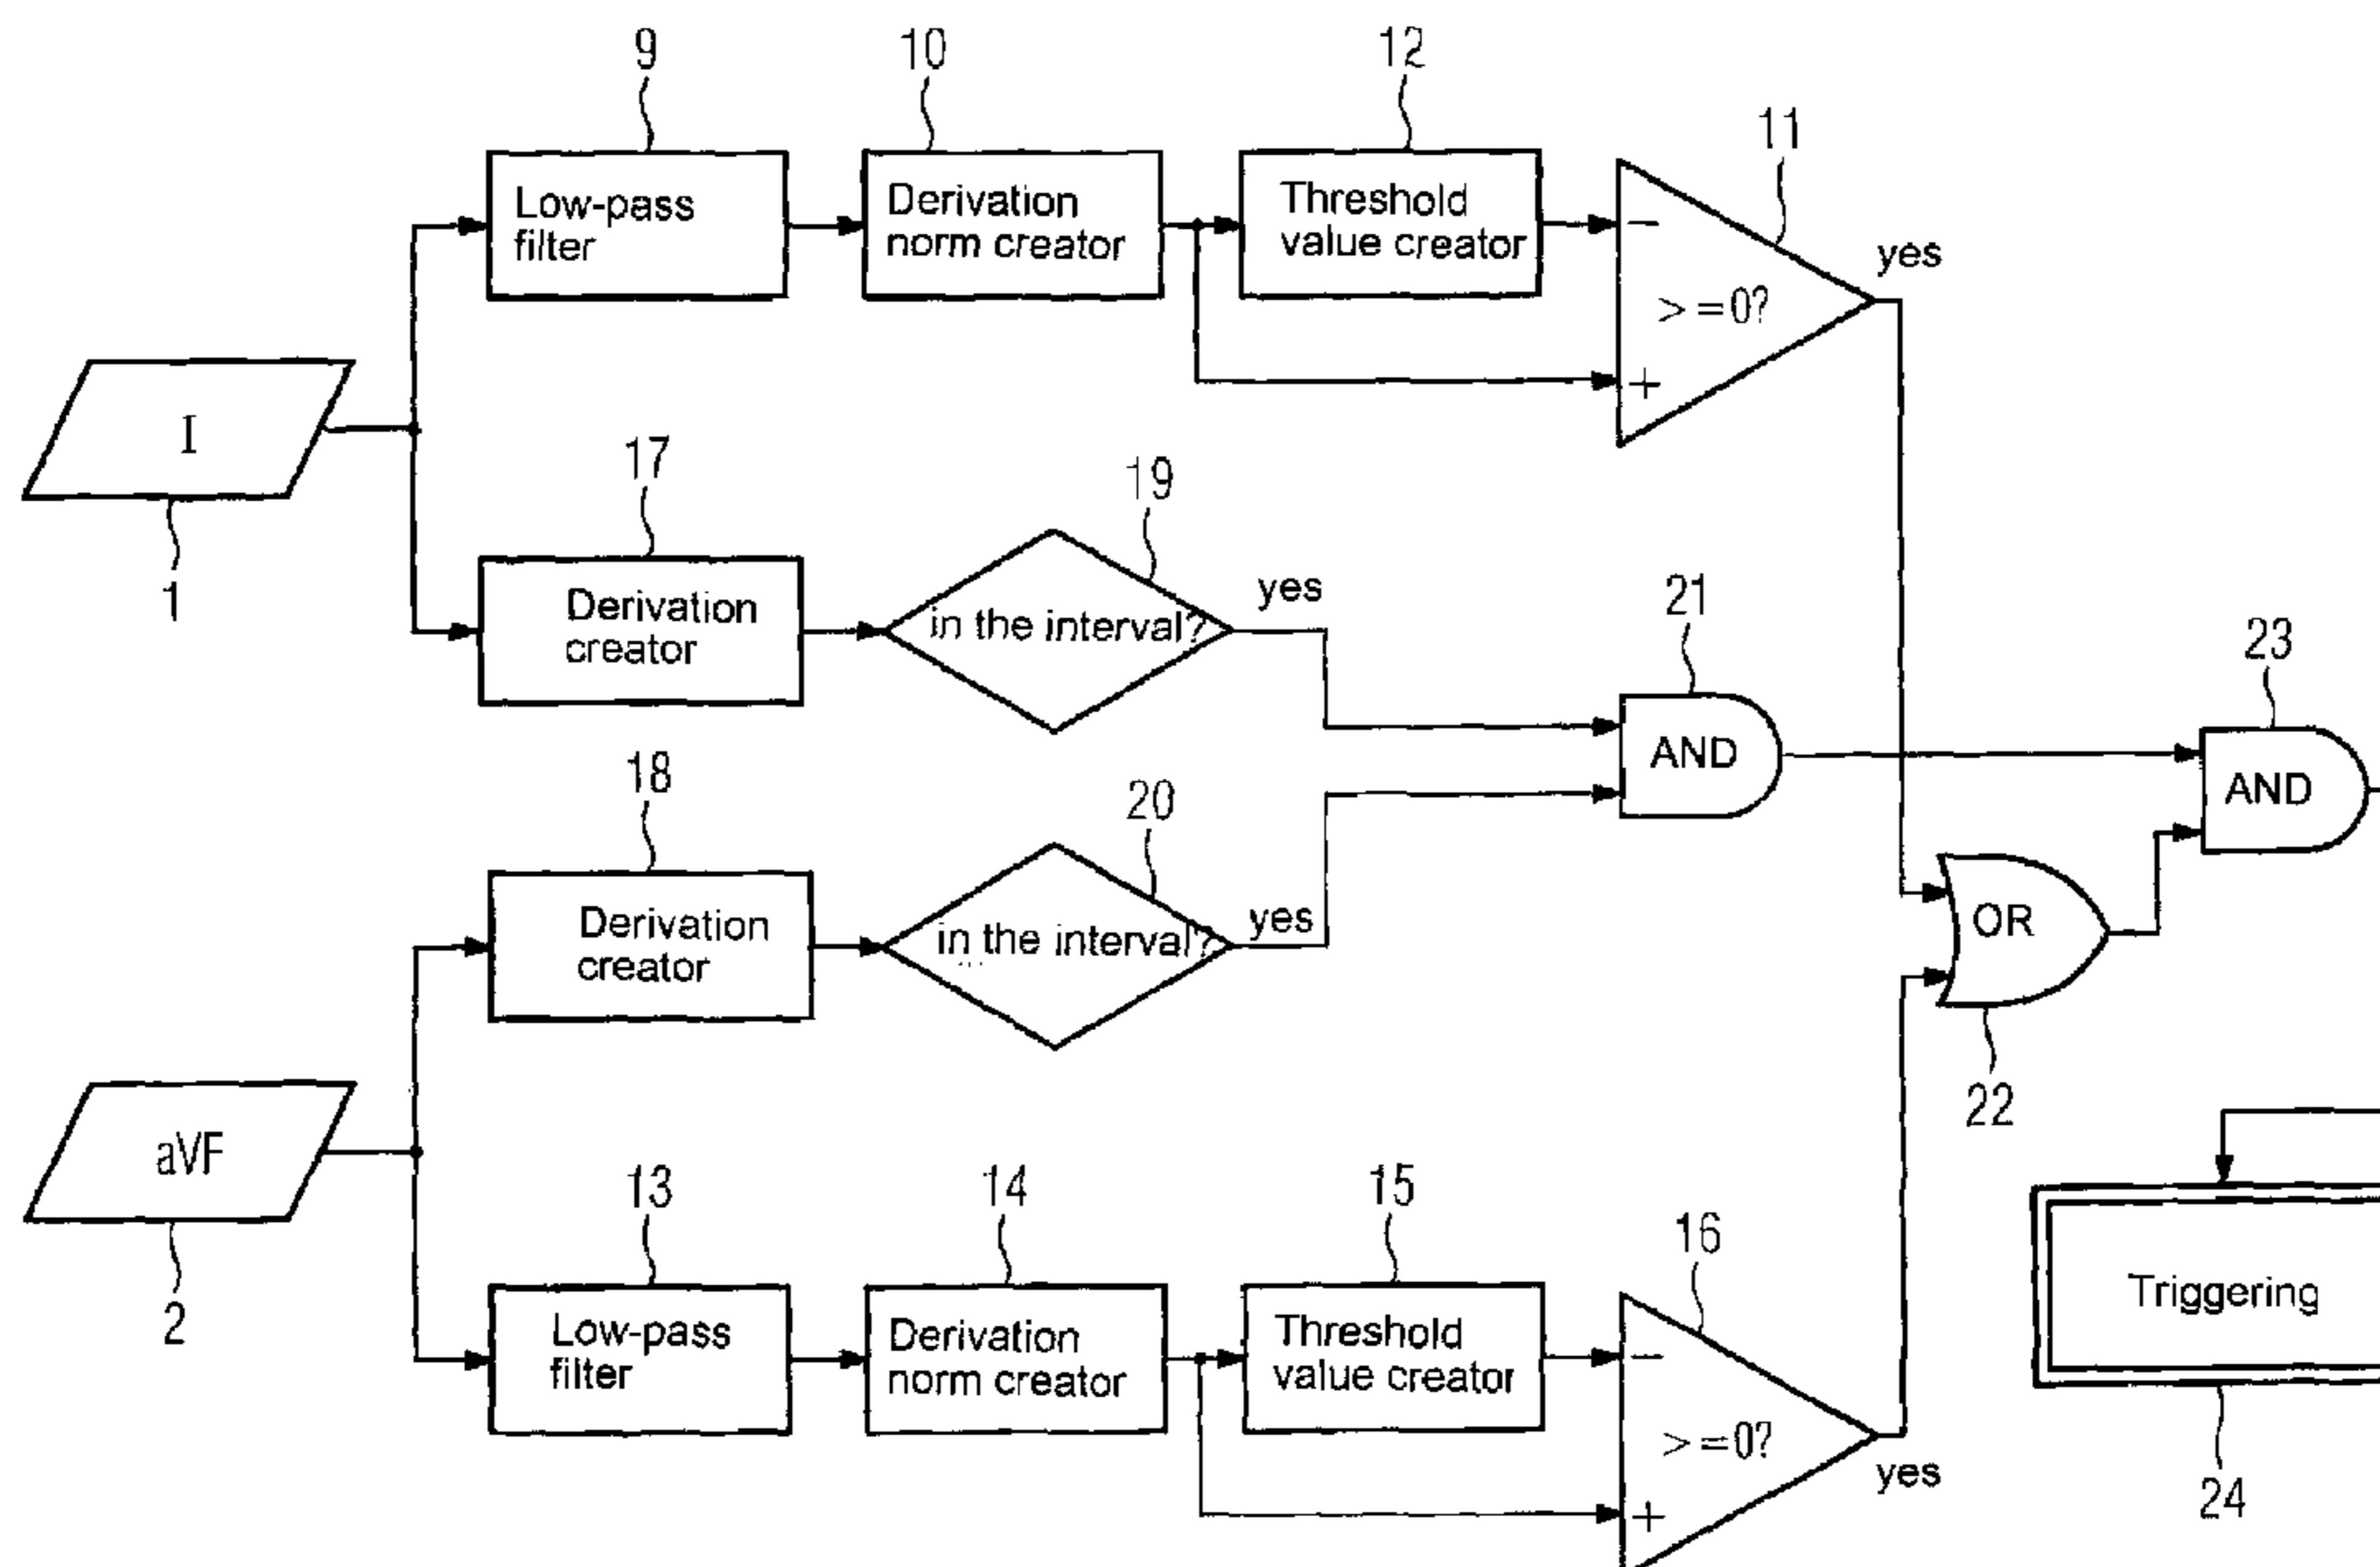 9
10
12
11
Low-pass
filter
Derivation
norm creator
Threshold
value creator
−
>=0?
+
yes
I
1
17
19
Derivation
creator
in the interval?
yes
21
AND
23
AND
18
20
Derivation
creator
in the interval?
yes
OR
22
aVF
2
13
14
15
16
Low-pass
filter
Derivation
norm creator
Threshold
value creator
−
>=0?
+
yes
Triggering
24